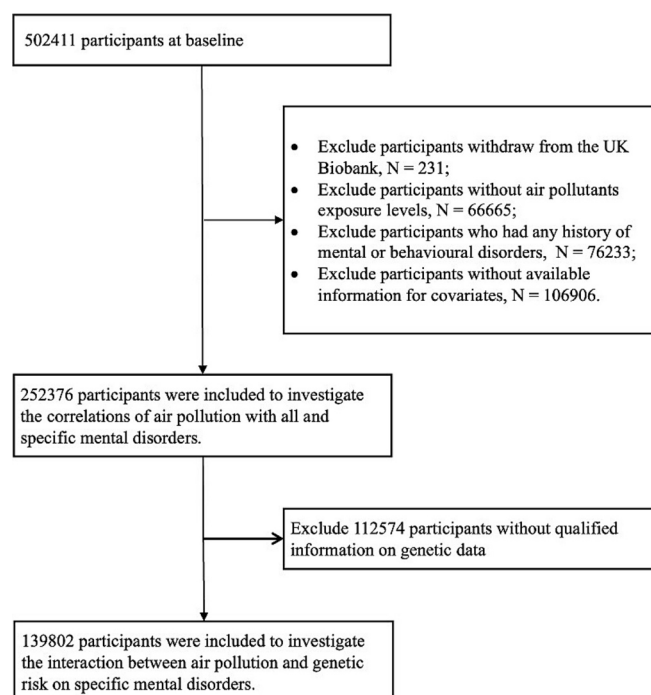 502411 participants at baseline
• Exclude participants withdraw from the UK
Biobank, N = 231;
• Exclude participants without air pollutants
exposure levels, N = 66665;
• Exclude participants who had any history of
mental or behavioural disorders, N = 76233;
• Exclude participants without available
information for covariates, N = 106906.
252376 participants were included to investigate
the correlations of air pollution with all and
specific mental disorders.
Exclude 112574 participants without qualified
information on genetic data
139802 participants were included to investigate
the interaction between air pollution and genetic
risk on specific mental disorders.